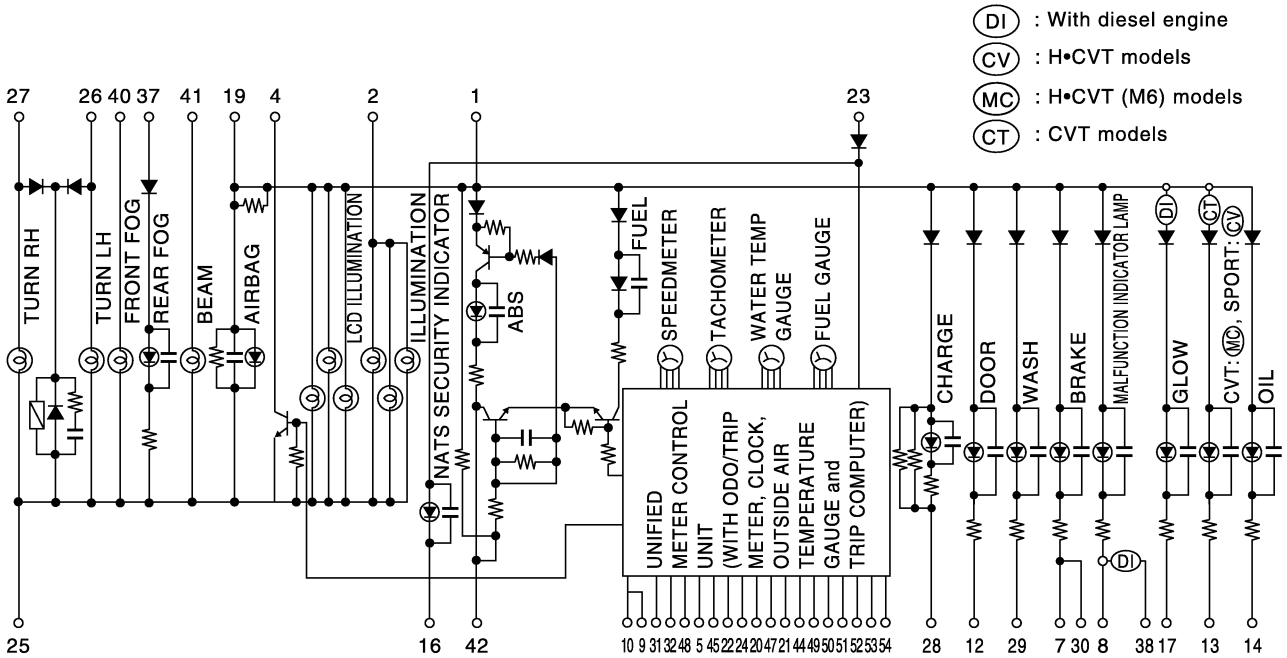 DI : With diesel engine
CV : H•CVT models
MC : H•CVT (M6) models
CT : CVT models
27 26 40 37 41 19 4 2 1 23
TURN RH
TURN LH
FRONT FOG
REAR FOG
BEAM
AIRBAG
LCD ILLUMINATION
ILLUMINATION
NATS SECURITY INDICATOR
ABS
FUEL
SPEEDMETER
TACHOMETER
WATER TEMP
GAUGE
FUEL GAUGE
UNIFIED
METER CONTROL
UNIT
(WITH ODO/TRIP
METER, CLOCK,
OUTSIDE AIR
TEMPERATURE
GAUGE and
TRIP COMPUTER)
CHARGE
DOOR
WASH
BRAKE
MALFUNCTION INDICATOR LAMP
DI
GLOW
CT
CVT: MC, SPORT: CV
OIL
DI
25 16 42 10 9 31 32 48 5 45 22 24 20 47 21 44 49 50 51 52 53 54 28 12 29 7 30 8 38 17 13 14